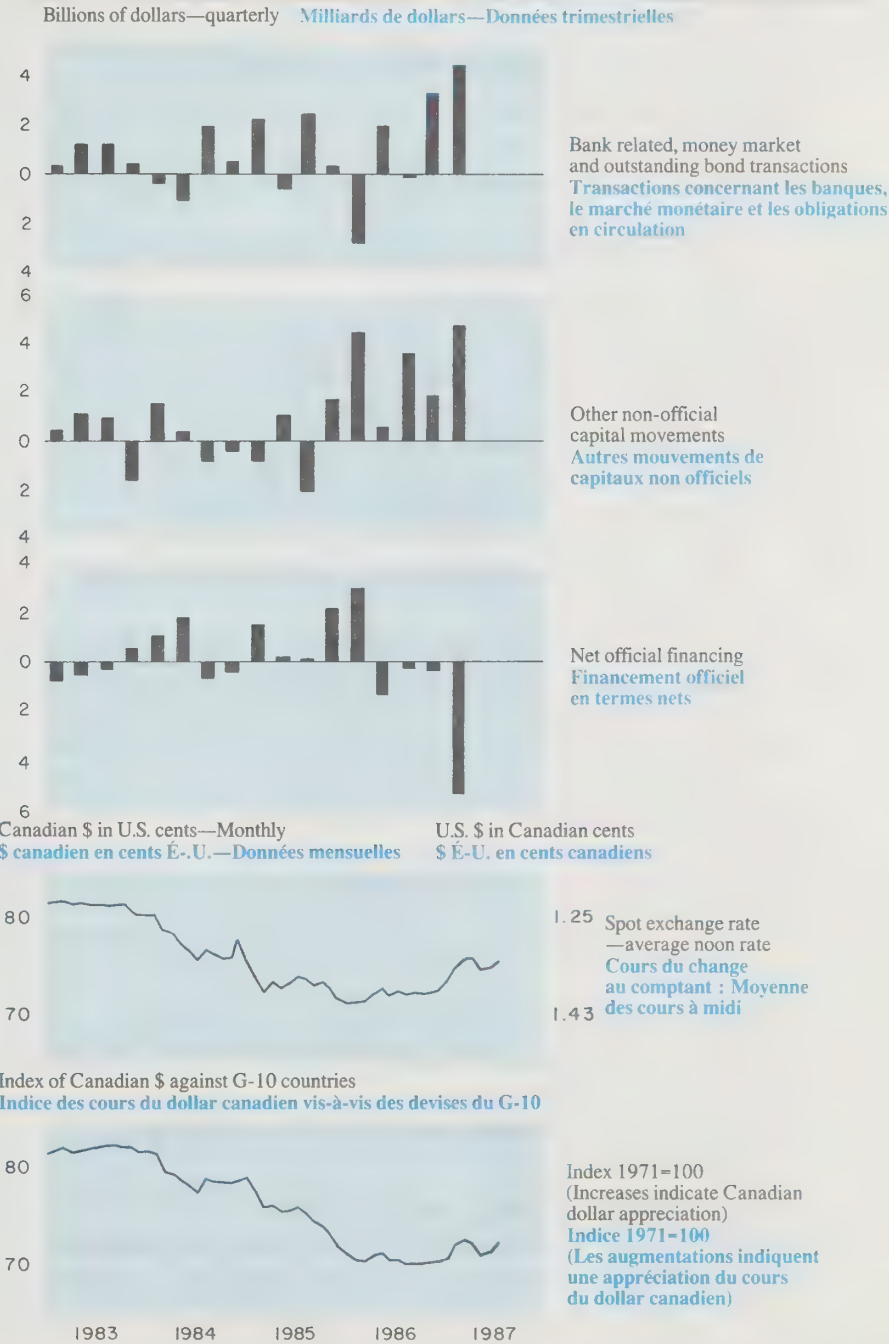 Billions of dollars—quarterly Milliards de dollars—Données trimestrielles
4
2
0
2
4
Bank related, money market
and outstanding bond transactions
Transactions concernant les banques,
le marché monétaire et les obligations
en circulation
6
4
2
0
2
4
Other non-official
capital movements
Autres mouvements de
capitaux non officiels
4
2
0
2
4
6
Net official financing
Financement officiel
en termes nets
Canadian $ in U.S. cents—Monthly
$ canadien en cents É-.U.—Données mensuelles
U.S. $ in Canadian cents
$ É-U. en cents canadiens
80
70
1.25
1.43
Spot exchange rate
—average noon rate
Cours du change
au comptant : Moyenne
des cours à midi
Index of Canadian $ against G-10 countries
Indice des cours du dollar canadien vis-à-vis des devises du G-10
80
70
Index 1971=100
(Increases indicate Canadian
dollar appreciation)
Indice 1971=100
(Les augmentations indiquent
une appréciation du cours
du dollar canadien)
1983 1984 1985 1986 1987